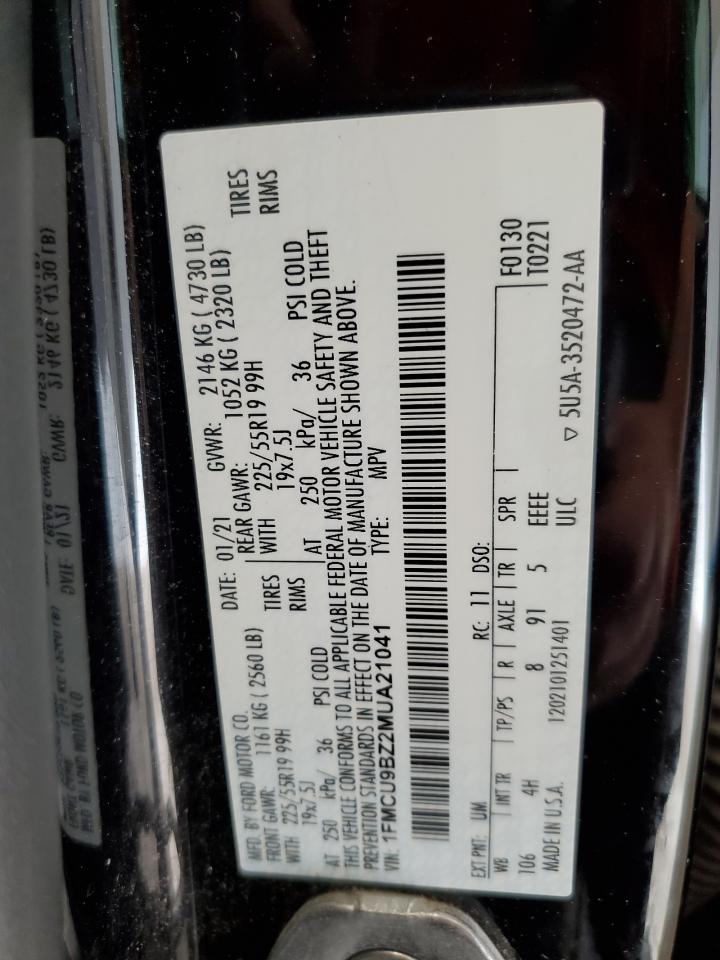 MFD. BY FORD MOTOR CO. DATE: 01/21 GVWR: 2146 KG ( 4730 LB)
FRONT GAWR: 1161 KG ( 2560 LB) REAR GAWR: 1052 KG ( 2320 LB)
WITH 225/55R19 99H TIRES WITH 225/55R19 99H TIRES
19x7.5J RIMS 19x7.5J RIMS
AT 250 kPa/ 36 PSI COLD AT 250 kPa/ 36 PSI COLD
THIS VEHICLE CONFORMS TO ALL APPLICABLE FEDERAL MOTOR VEHICLE SAFETY AND THEFT
PREVENTION STANDARDS IN EFFECT ON THE DATE OF MANUFACTURE SHOWN ABOVE.
VIN: 1FMCU9BZ2MUA21041 TYPE: MPV
EXT PNT: UM RC: 11 DSO:
WB INT TR TP/PS R AXLE TR SPR F0130
106 4H 8 91 5 EEEE T0221
MADE IN U.S.A. 1202101251401 ULC ▽ 5U5A-3520472-AA